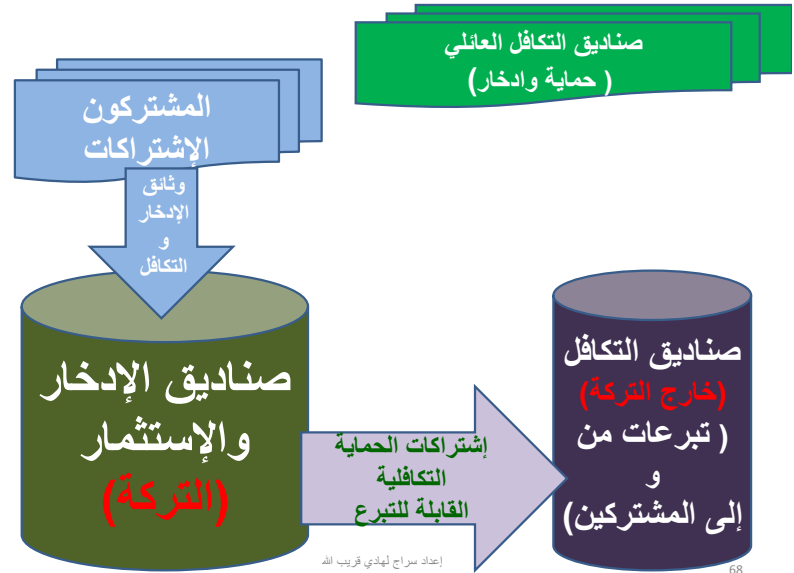 صناديق التكافل العائلي
( حماية وادخار)
المشتركون
الإشتراكات
وثائق
الإدخار
و
التكافل
صناديق الإدخار
والإستثمار
(التركة)
إشتراكات الحماية
التكافلية
القابلة للتبرع
صناديق التكافل
(خارج التركة)
( تبرعات من
و
إلى المشتركين)
إعداد سراج لهادي قريب الله
68